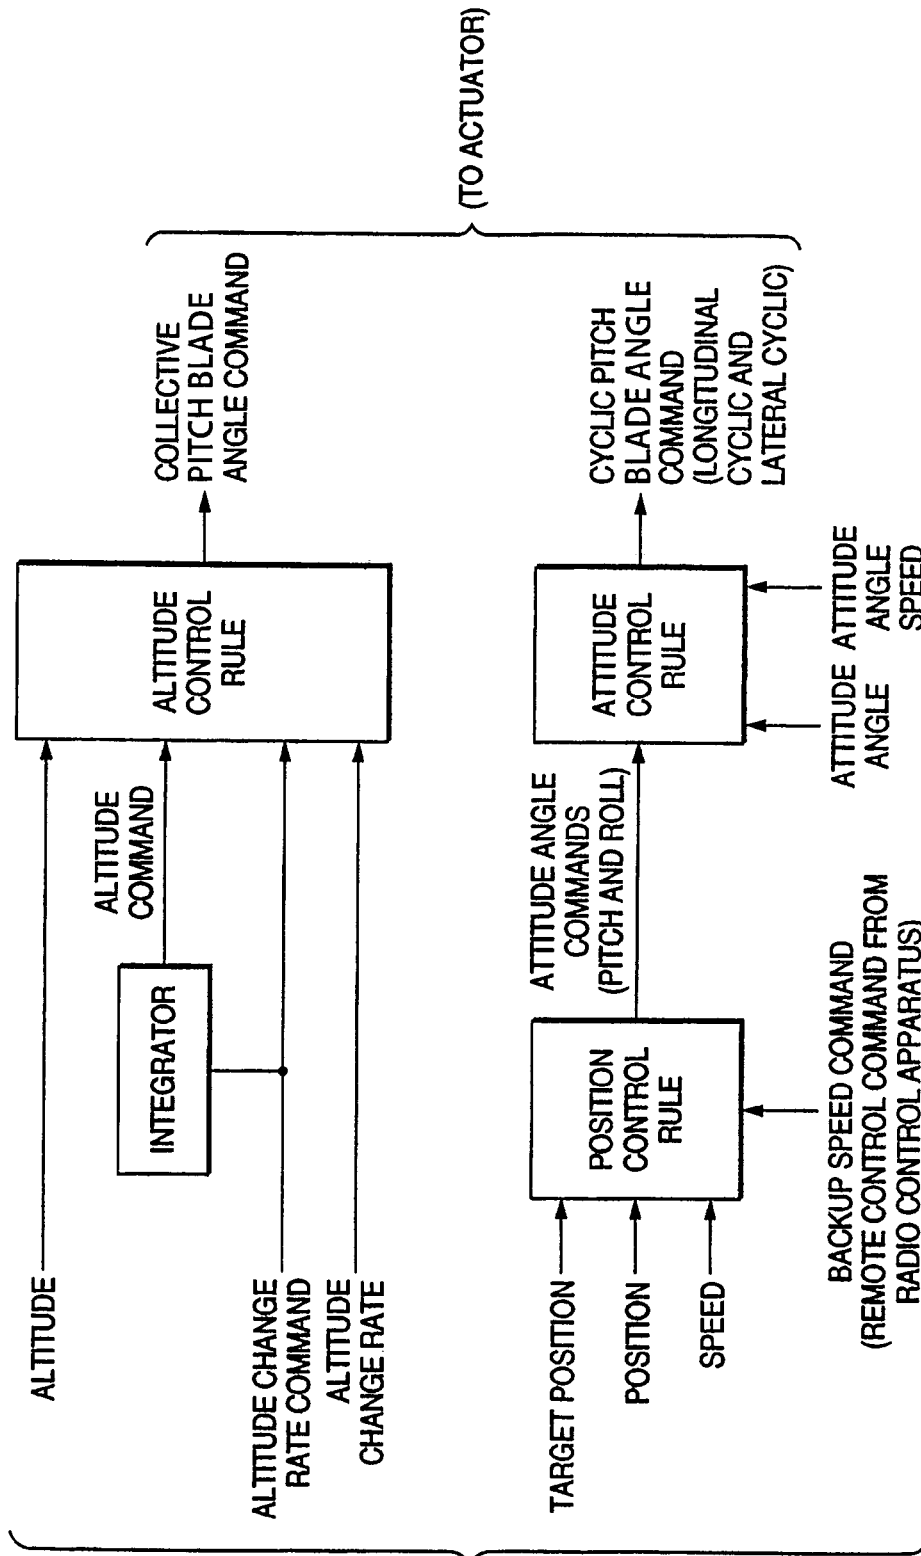 ALTITUDE
ALTITUDE CHANGE
RATE COMMAND
ALTITUDE
CHANGE RATE
INTEGRATOR
ALTITUDE
COMMAND
ALTITUDE
CONTROL
RULE
COLLECTIVE
PITCH BLADE
ANGLE COMMAND
TARGET POSITION
POSITION
SPEED
BACKUP SPEED COMMAND
(REMOTE CONTROL COMMAND FROM
RADIO CONTROL APPARATUS)
POSITION
CONTROL
RULE
ATTITUDE ANGLE
COMMANDS
(PITCH AND ROLL)
ATTITUDE
CONTROL
RULE
ATTITUDE
ANGLE
ATTITUDE
ANGLE
SPEED
CYCLIC PITCH
BLADE ANGLE
COMMAND
(LONGITUDINAL
CYCLIC AND
LATERAL CYCLIC)
(TO ACTUATOR)